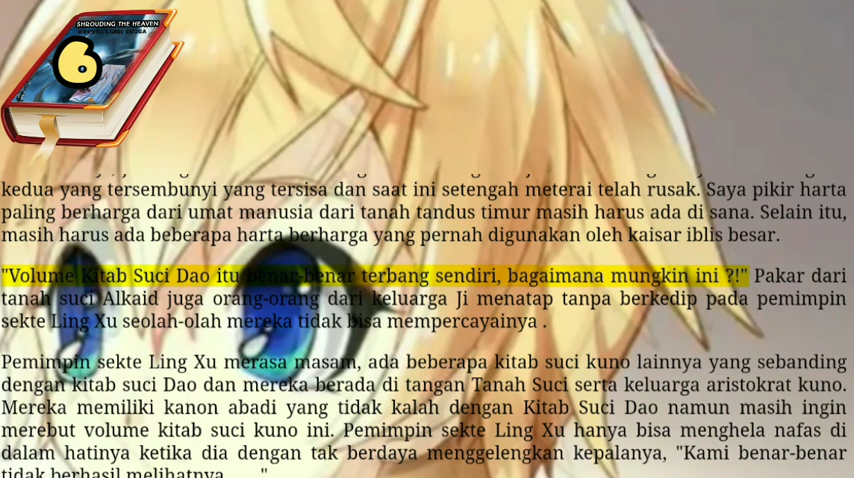 SHROUDING THE HEAVEN
6
kedua yang tersembunyi yang tersisa dan saat ini setengah meterai telah rusak. Saya pikir harta
paling berharga dari umat manusia dari tanah tandus timur masih harus ada di sana. Selain itu,
masih harus ada beberapa harta berharga yang pernah digunakan oleh kaisar iblis besar.
"Volume Kitab Suci Dao itu benar-benar terbang sendiri, bagaimana mungkin ini ?!" Pakar dari
tanah suci Alkaid juga orang-orang dari keluarga Ji menatap tanpa berkedip pada pemimpin
sekte Ling Xu seolah-olah mereka tidak bisa mempercayainya .
Pemimpin sekte Ling Xu merasa masam, ada beberapa kitab suci kuno lainnya yang sebanding
dengan kitab suci Dao dan mereka berada di tangan Tanah Suci serta keluarga aristokrat kuno.
Mereka memiliki kanon abadi yang tidak kalah dengan Kitab Suci Dao namun masih ingin
merebut volume kitab suci kuno ini. Pemimpin sekte Ling Xu hanya bisa menghela nafas di
dalam hatinya ketika dia dengan tak berdaya menggelengkan kepalanya, "Kami benar-benar
tidak berhasil melihatnya